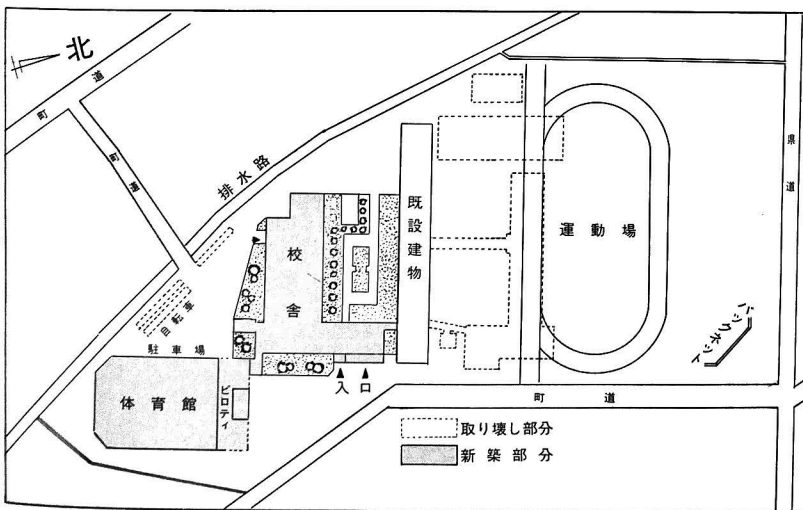 北
町道
町道
排水路
既設建物
校舎
運動場
県道
バックネット
自転車
駐車場
体育館
ピロティ
入口
町道
取り壊し部分
新築部分